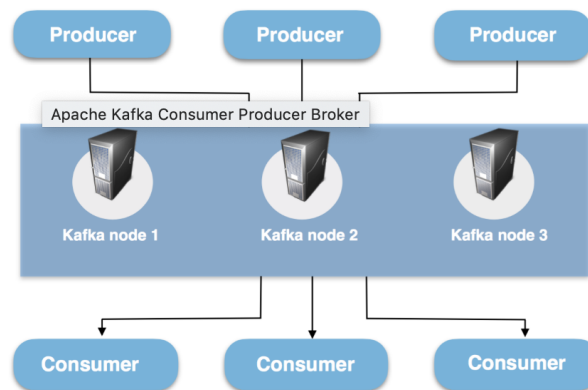 Producer
Producer
Producer
Apache Kafka Consumer Producer Broker
Kafka node 1
Kafka node 2
Kafka node 3
Consumer
Consumer
Consumer